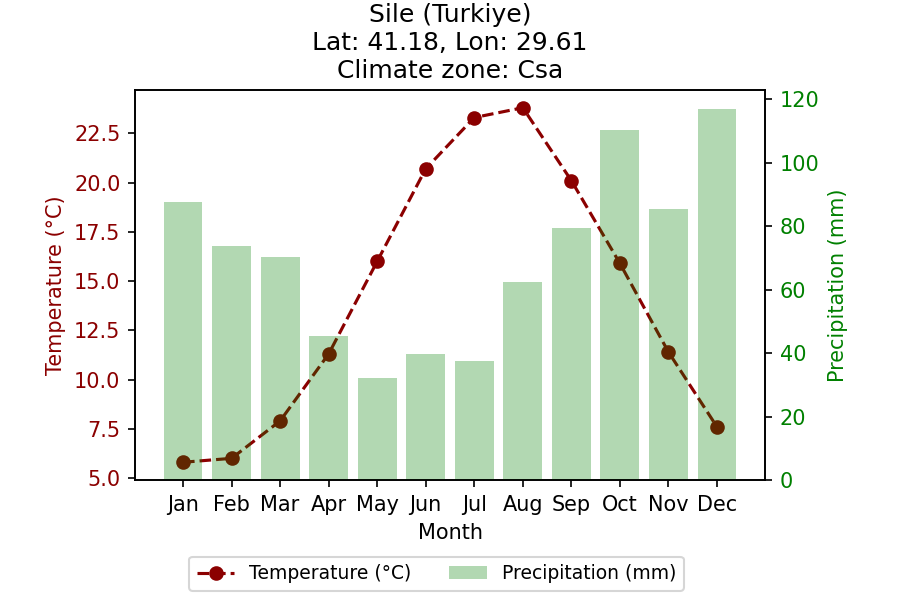 Sile (Turkiye)
Lat: 41.18, Lon: 29.61
Climate zone: Csa
Temperature (°C)
22.5
20.0
17.5
15.0
12.5
10.0
7.5
5.0
120
100
80
60
40
20
0
Precipitation (mm)
Jan Feb Mar Apr May Jun Jul Aug Sep Oct Nov Dec
Month
Temperature (°C) Precipitation (mm)